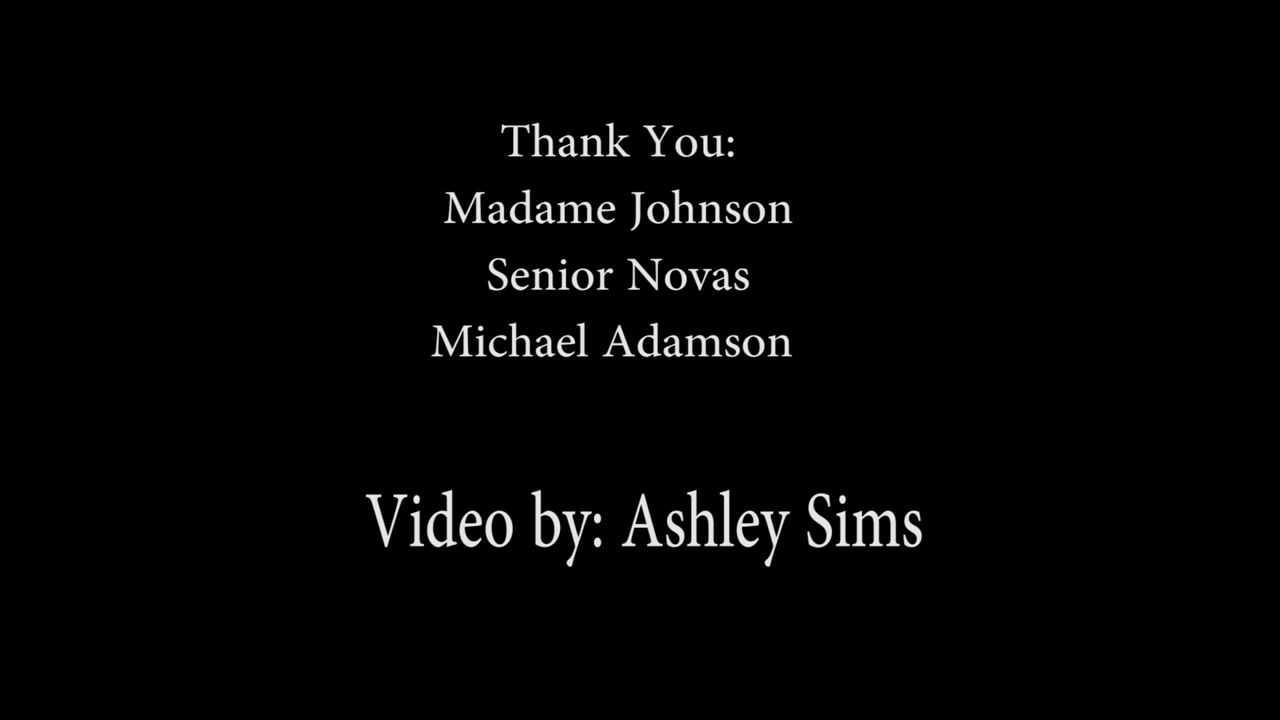 Thank You:
Madame Johnson
Senior Novas
Michael Adamson
Video by: Ashley Sims